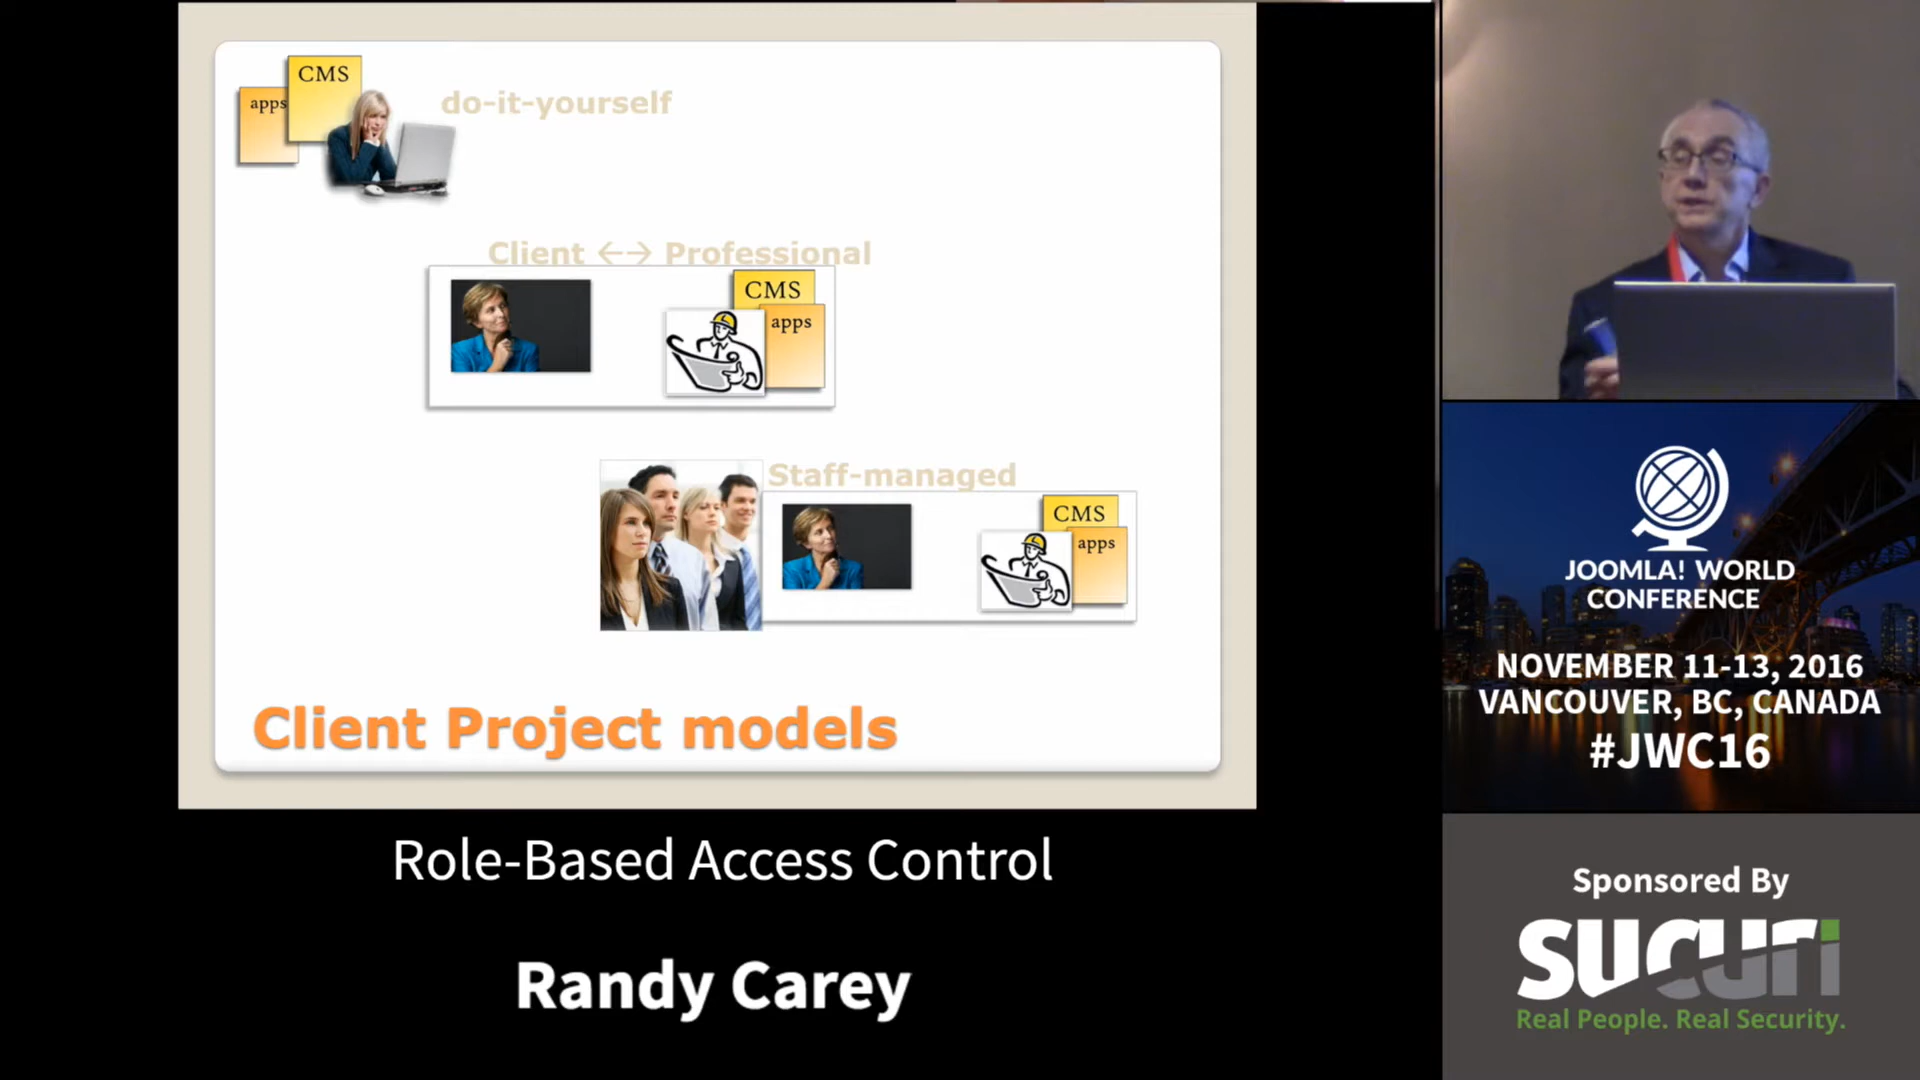 CMS
apps
do-it-yourself
Client <--> Professional
CMS
apps
Staff-managed
CMS
apps
Client Project models
Role-Based Access Control
Randy Carey
JOOMLA! WORLD
CONFERENCE
NOVEMBER 11-13, 2016
VANCOUVER, BC, CANADA
#JWC16
Sponsored By
sucuri
Real People. Real Security.